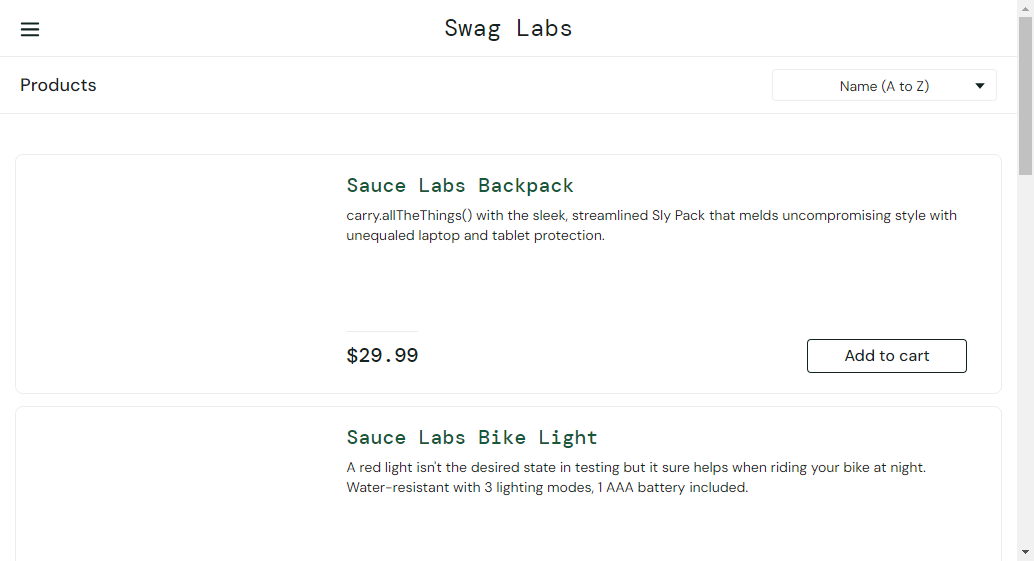 Swag Labs
Products
Name (A to Z)
Sauce Labs Backpack
carry.allTheThings() with the sleek, streamlined Sly Pack that melds uncompromising style with
unequaled laptop and tablet protection.
$29.99
Add to cart
Sauce Labs Bike Light
A red light isn't the desired state in testing but it sure helps when riding your bike at night.
Water-resistant with 3 lighting modes, 1 AAA battery included.